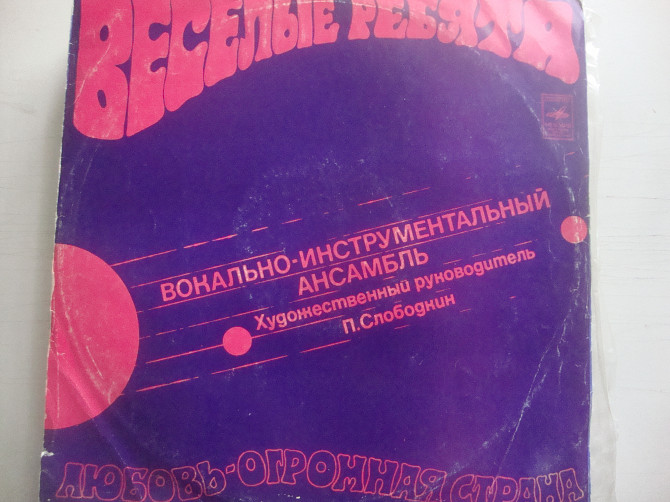 ВЕСЕЛЫЕ РЕБЯТА
ВОКАЛЬНО-ИНСТРУМЕНТАЛЬНЫЙ
АНСАМБЛЬ
Художественный руководитель
П.Слободкин
ЛЮБОВЬ-ОГРОМНАЯ СТРАНА